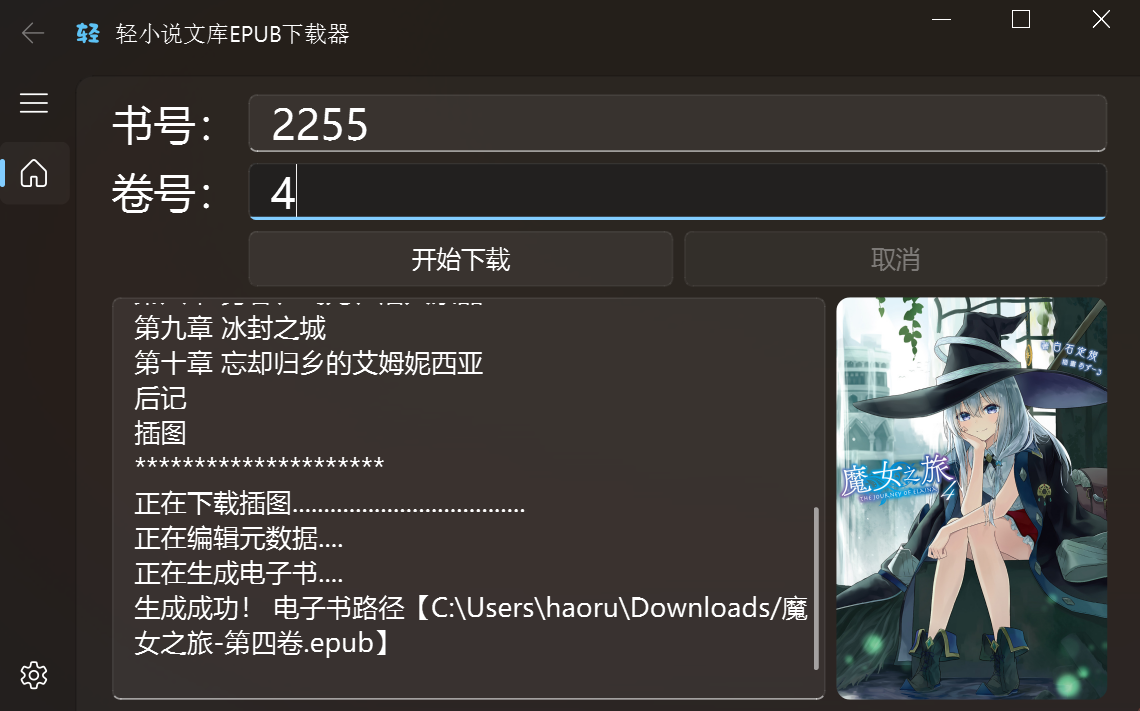 轻 轻小说文库EPUB下载器
书号： 2255
卷号： 4
开始下载 取消
第九章 冰封之城
第十章 忘却归乡的艾姆妮西亚
后记
插图
*********************
正在下载插图.....................................
正在编辑元数据....
正在生成电子书....
生成成功！ 电子书路径【C:\Users\haoru\Downloads/魔
女之旅-第四卷.epub】
白石定规
魔女之旅
THE JOURNEY OF ELAINA
4